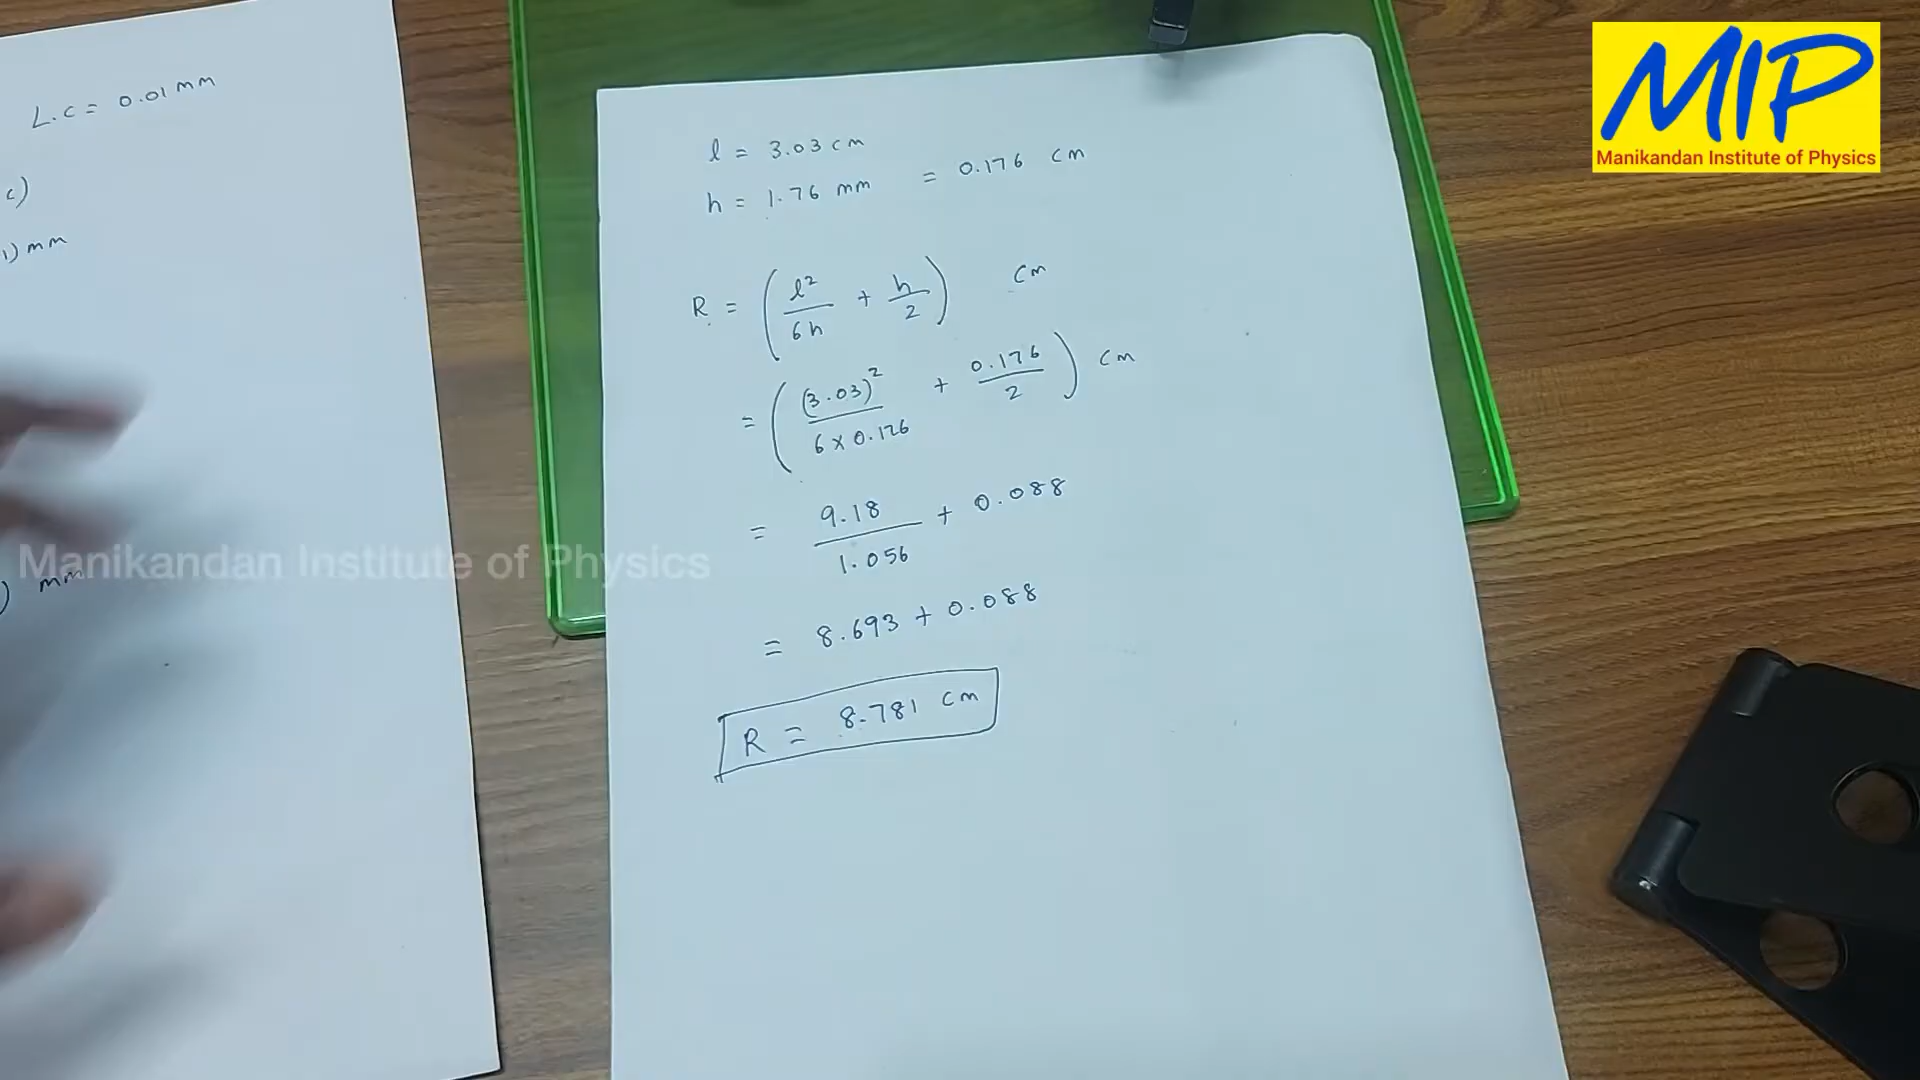 L.C = 0.01 mm
c)
1) mm
) mm
l = 3.03 cm
h = 1.76 mm = 0.176 cm
R = (l²/6h + h/2) cm
= ((3.03)²/6 x 0.176 + 0.176/2) cm
= 9.18/1.056 + 0.088
= 8.693 + 0.088
R = 8.781 cm
MIP
Manikandan Institute of Physics
Manikandan Institute of Physics